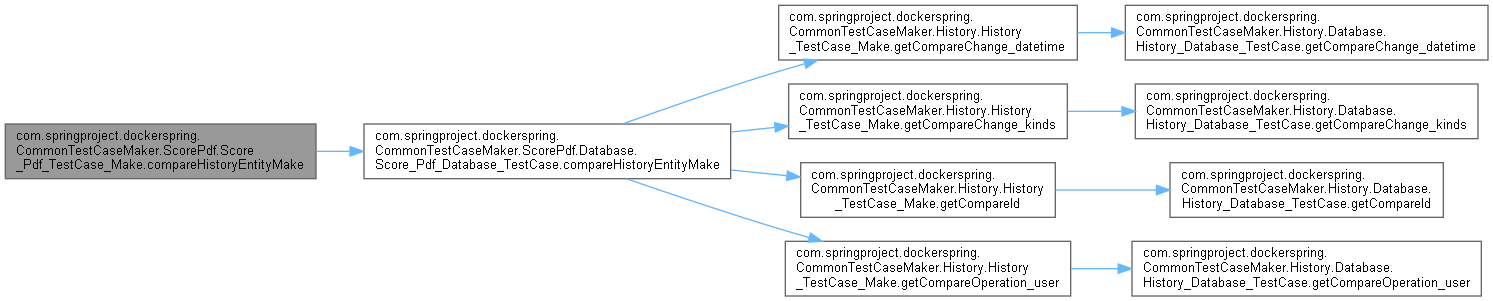 com.springproject.dockerspring.
CommonTestCaseMaker.ScorePdf.Score
_Pdf_TestCase_Make.compareHistoryEntityMake
com.springproject.dockerspring.
CommonTestCaseMaker.ScorePdf.Database.
Score_Pdf_Database_TestCase.compareHistoryEntityMake
com.springproject.dockerspring.
CommonTestCaseMaker.History.History
_TestCase_Make.getCompareChange_datetime
com.springproject.dockerspring.
CommonTestCaseMaker.History.Database.
History_Database_TestCase.getCompareChange_datetime
com.springproject.dockerspring.
CommonTestCaseMaker.History.History
_TestCase_Make.getCompareChange_kinds
com.springproject.dockerspring.
CommonTestCaseMaker.History.Database.
History_Database_TestCase.getCompareChange_kinds
com.springproject.dockerspring.
CommonTestCaseMaker.History.History
_TestCase_Make.getCompareId
com.springproject.dockerspring.
CommonTestCaseMaker.History.Database.
History_Database_TestCase.getCompareId
com.springproject.dockerspring.
CommonTestCaseMaker.History.History
_TestCase_Make.getCompareOperation_user
com.springproject.dockerspring.
CommonTestCaseMaker.History.Database.
History_Database_TestCase.getCompareOperation_user